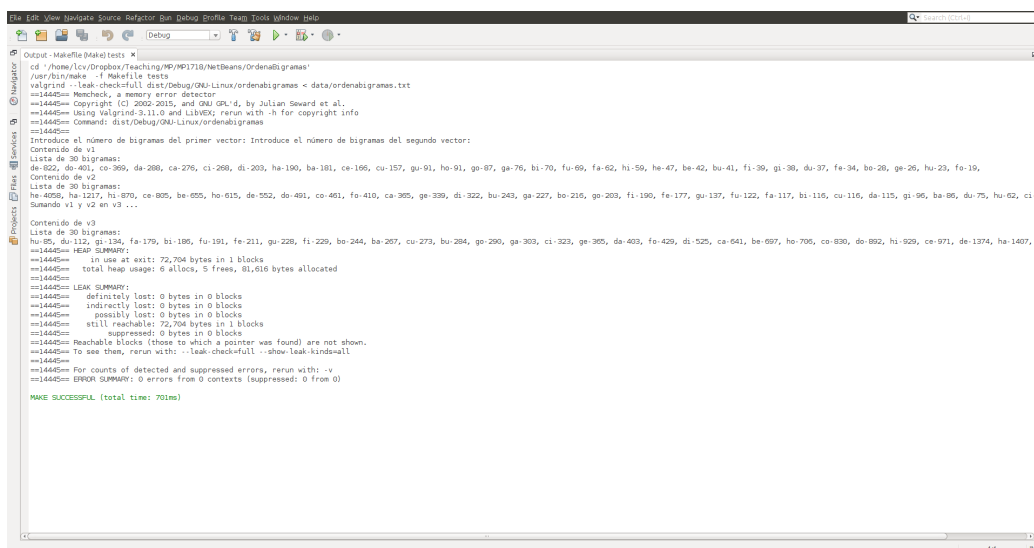 File Edit View Navigate Source Refactor Run Debug Profile Team Tools Window Help
Search (Ctrl+I)
Debug
Output - Makefile (Make) tests
Navigator
Services
Files
Projects
cd '/home/lcv/Dropbox/Teaching/MP/MP1718/NetBeans/OrdenaBigramas'
/usr/bin/make -f Makefile tests
valgrind --leak-check=full dist/Debug/GNU-Linux/ordenabigramas < data/ordenabigramas.txt
==14445== Memcheck, a memory error detector
==14445== Copyright (C) 2002-2015, and GNU GPL'd, by Julian Seward et al.
==14445== Using Valgrind-3.11.0 and LibVEX; rerun with -h for copyright info
==14445== Command: dist/Debug/GNU-Linux/ordenabigramas
==14445==
Introduce el número de bigramas del primer vector: Introduce el número de bigramas del segundo vector:
Contenido de v1
Lista de 30 bigramas:
de-822, do-401, co-369, da-288, ca-276, ci-268, di-203, ha-190, ba-181, ce-166, cu-157, gu-91, ho-91, go-87, ga-76, bi-70, fu-69, fa-62, hi-59, he-47, be-42, bu-41, fi-39, gi-38, du-37, fe-34, bo-28, ge-26, hu-23, fo-19,
Contenido de v2
Lista de 30 bigramas:
he-4058, ha-1217, hi-870, ce-805, be-655, ho-615, de-552, do-491, co-461, fo-410, ca-365, ge-339, di-322, bu-243, ga-227, bo-216, go-203, fi-190, fe-177, gu-137, fu-122, fa-117, bi-116, cu-116, da-115, gi-96, ba-86, du-75, hu-62, ci
Sumando v1 y v2 en v3 ...
Contenido de v3
Lista de 30 bigramas:
hu-85, du-112, gi-134, fa-179, bi-186, fu-191, fe-211, gu-228, fi-229, bo-244, ba-267, cu-273, bu-284, go-290, ga-303, ci-323, ge-365, da-403, fo-429, di-525, ca-641, be-697, ho-706, co-830, do-892, hi-929, ce-971, de-1374, ha-1407,
==14445== HEAP SUMMARY:
==14445==     in use at exit: 72,704 bytes in 1 blocks
==14445==   total heap usage: 6 allocs, 5 frees, 81,616 bytes allocated
==14445==
==14445== LEAK SUMMARY:
==14445==    definitely lost: 0 bytes in 0 blocks
==14445==    indirectly lost: 0 bytes in 0 blocks
==14445==      possibly lost: 0 bytes in 0 blocks
==14445==    still reachable: 72,704 bytes in 1 blocks
==14445==         suppressed: 0 bytes in 0 blocks
==14445== Reachable blocks (those to which a pointer was found) are not shown.
==14445== To see them, rerun with: --leak-check=full --show-leak-kinds=all
==14445==
==14445== For counts of detected and suppressed errors, rerun with: -v
==14445== ERROR SUMMARY: 0 errors from 0 contexts (suppressed: 0 from 0)
MAKE SUCCESSFUL (total time: 701ms)